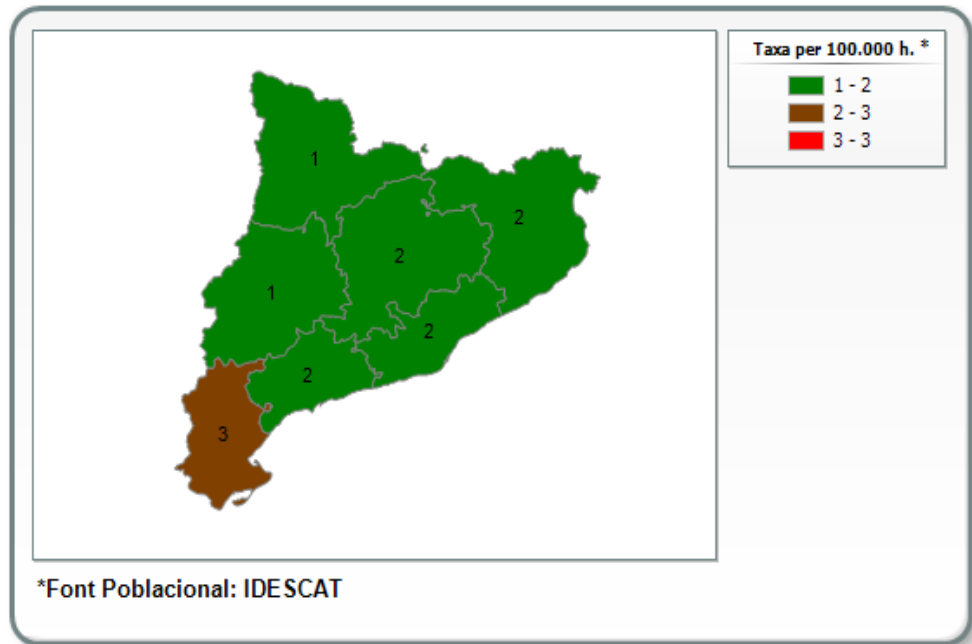 Taxa per 100.000 h. *
1 - 2
2 - 3
3 - 3
1
2
2
1
2
2
3
*Font Poblacional: IDESCAT